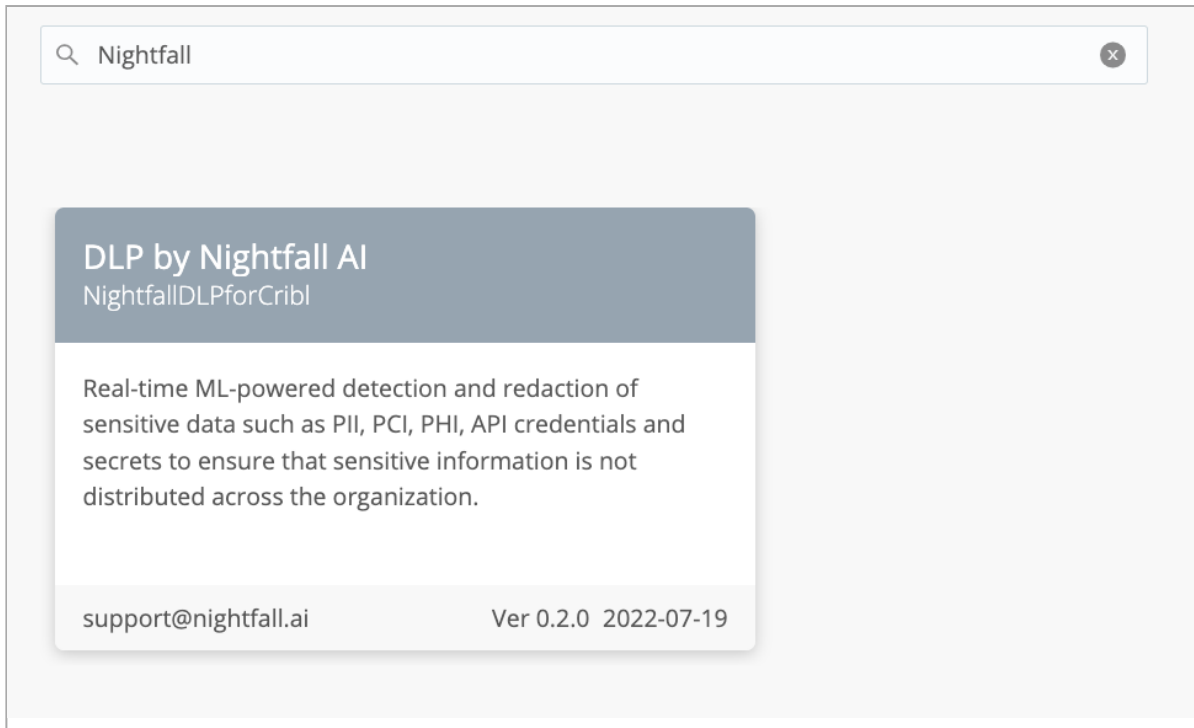 Nightfall
DLP by Nightfall AI
NightfallDLPforCribl
Real-time ML-powered detection and redaction of
sensitive data such as PII, PCI, PHI, API credentials and
secrets to ensure that sensitive information is not
distributed across the organization.
support@nightfall.ai Ver 0.2.0 2022-07-19